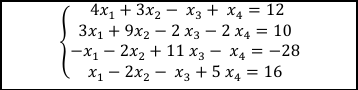 4x₁ + 3x₂ − x₃ + x₄ = 12
3x₁ + 9x₂ − 2 x₃ − 2 x₄ = 10
−x₁ − 2x₂ + 11 x₃ − x₄ = −28
x₁ − 2x₂ − x₃ + 5 x₄ = 16